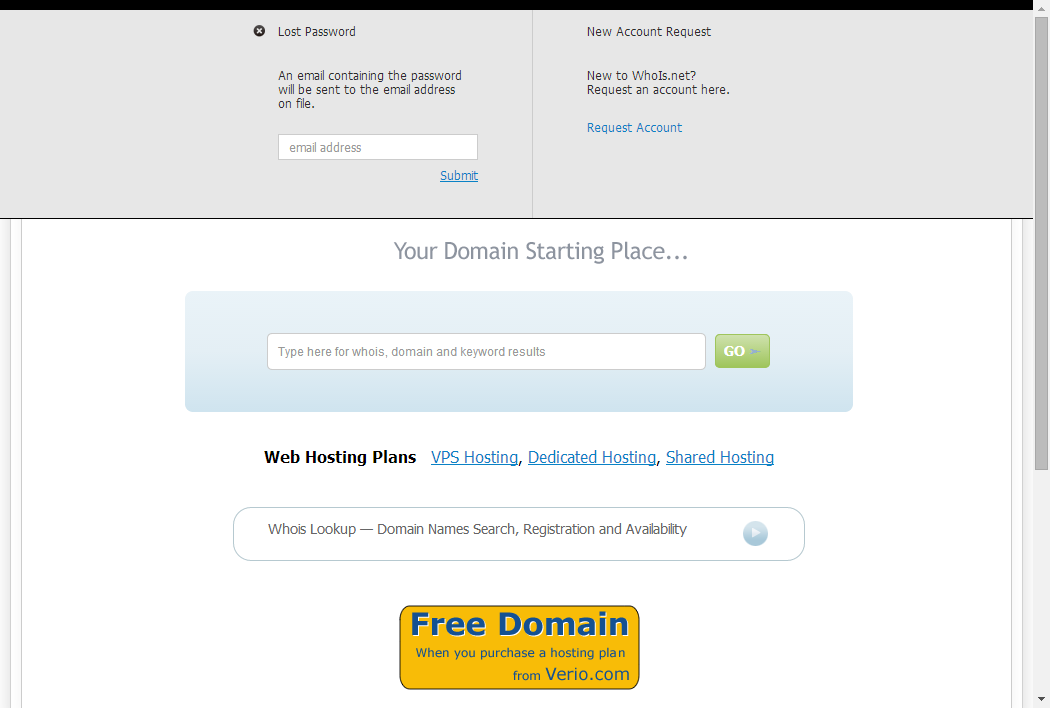 Lost Password
An email containing the password
will be sent to the email address
on file.
email address
Submit
New Account Request
New to WhoIs.net?
Request an account here.
Request Account
Your Domain Starting Place...
Type here for whois, domain and keyword results
GO ➢
Web Hosting Plans VPS Hosting, Dedicated Hosting, Shared Hosting
Whois Lookup — Domain Names Search, Registration and Availability
Free Domain
When you purchase a hosting plan
from Verio.com